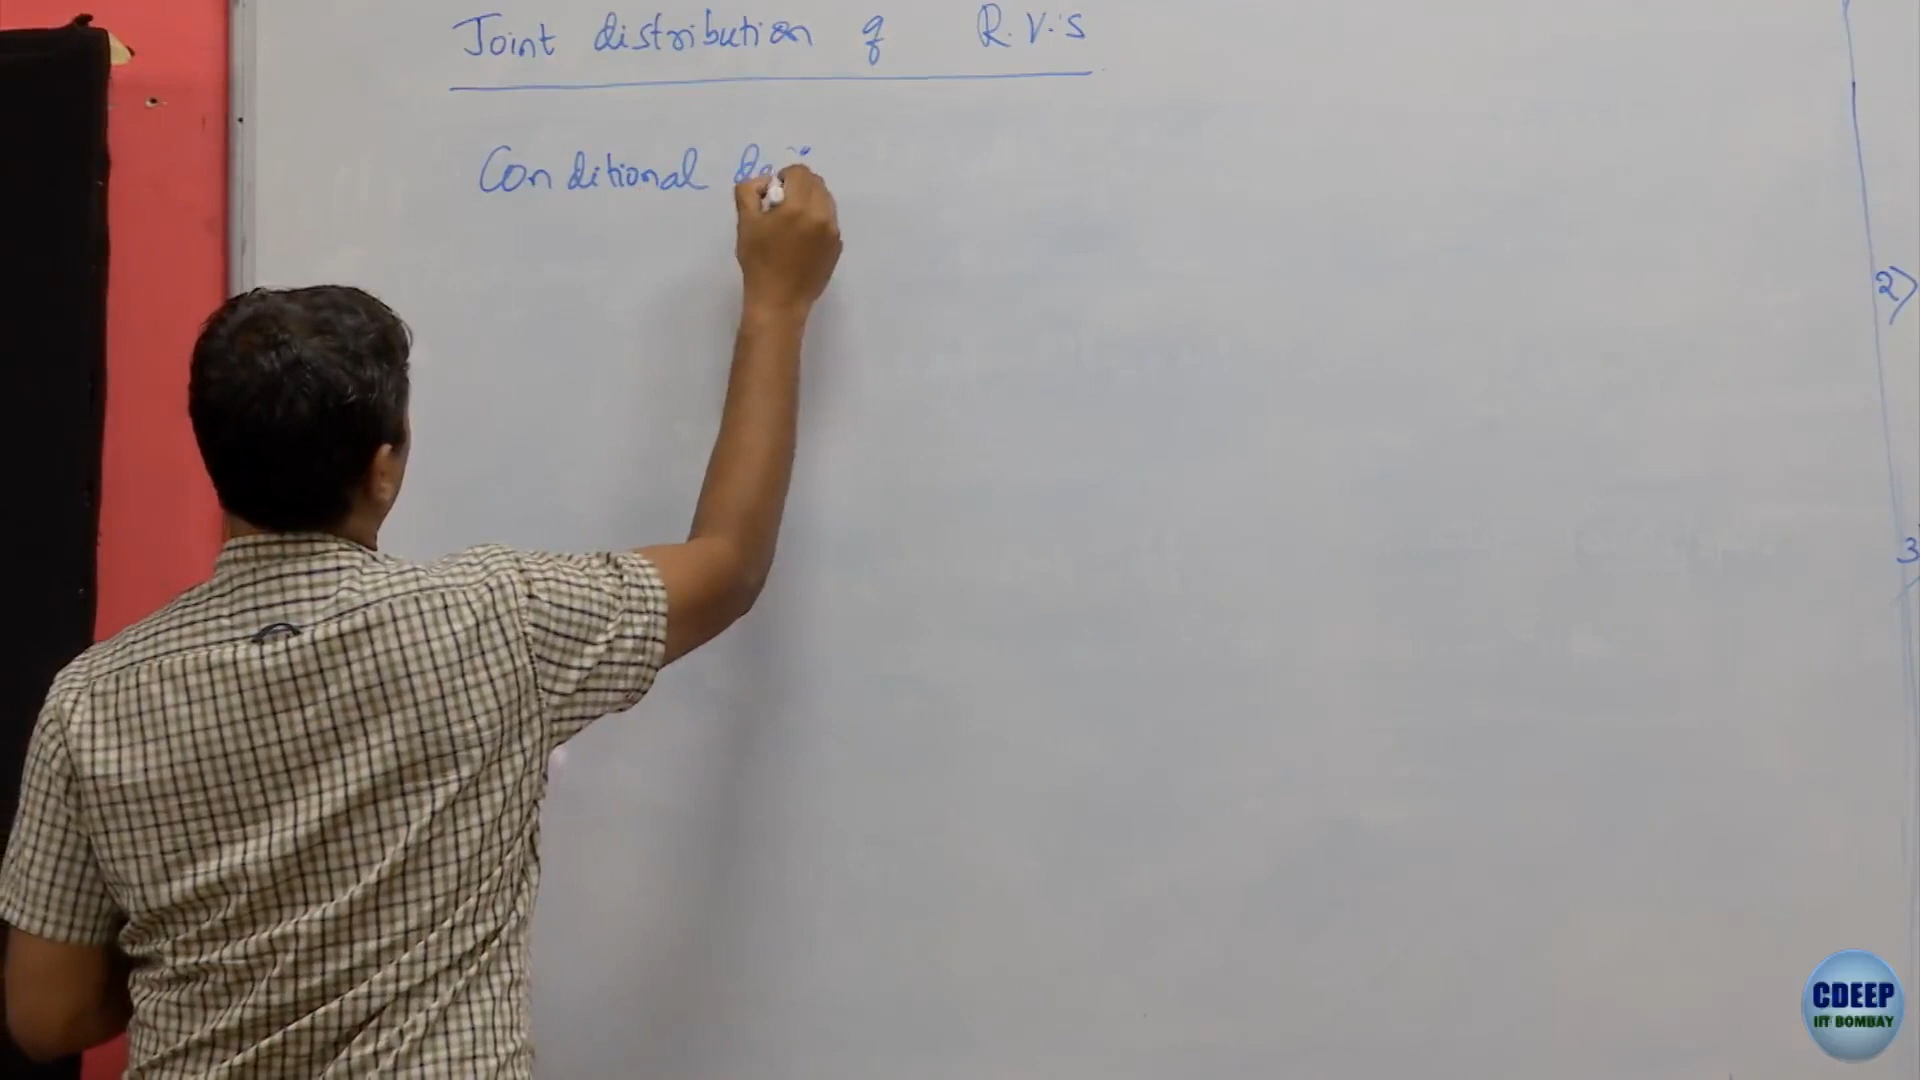 Joint distribution of R.V.s
Conditional
2)
3
CDEEP
IIT BOMBAY